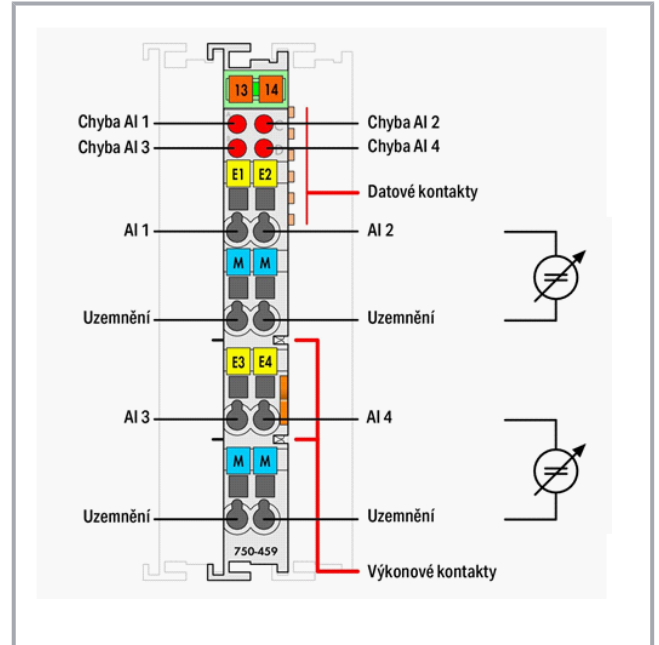 13 14
Chyba AI 1
Chyba AI 2
C
Chyba AI 3
Chyba AI 4
D
E1 E2
Datové kontakty
AI 1
AI 2
M M
Uzemnění
Uzemnění
E3 E4
AI 3
AI 4
M M
Uzemnění
Uzemnění
750-459
Výkonové kontakty